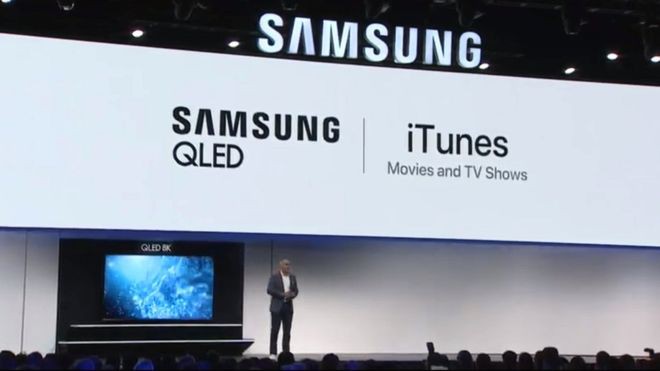 SAMSUNG
SAMSUNG
QLED
iTunes
Movies and TV Shows
QLED 8K